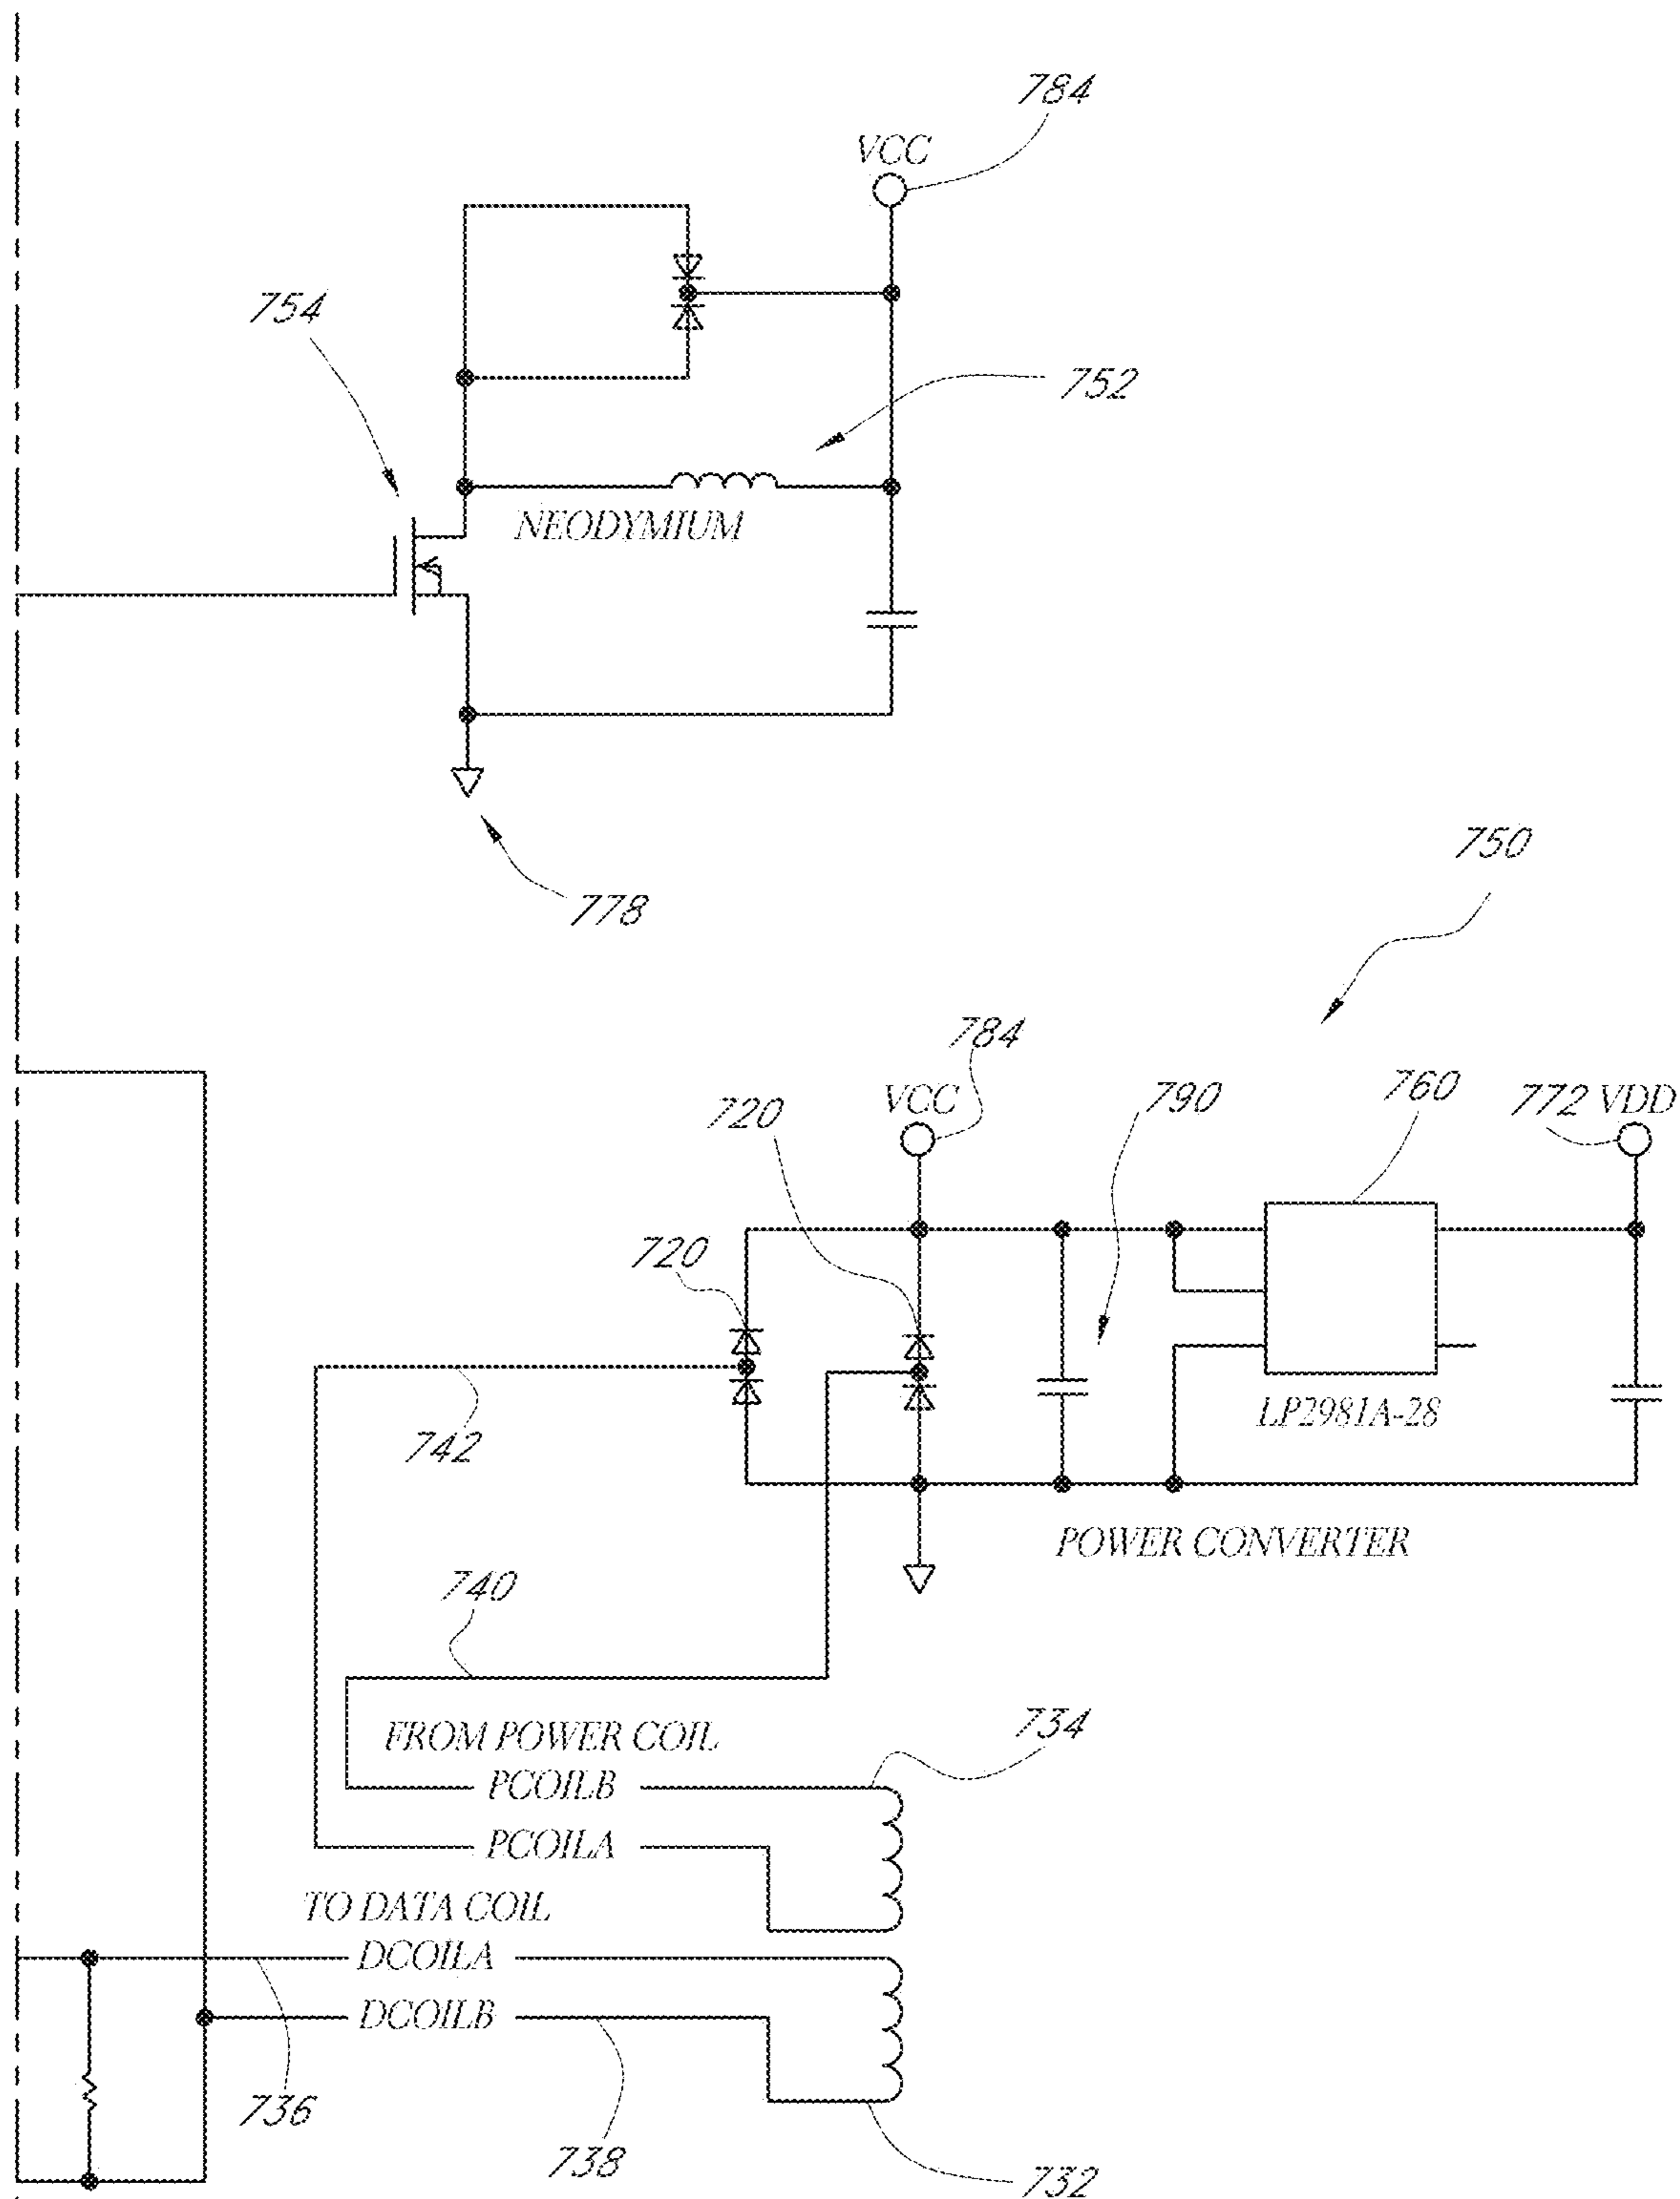 784
VCC
754
752
NEODYMIUM
778
750
784
VCC
790
760
772 VDD
720
720
742
LP2981A-28
POWER CONVERTER
740
FROM POWER COIL
734
PCOILB
PCOILA
TO DATA COIL
DCOILA
DCOILB
736
738
732